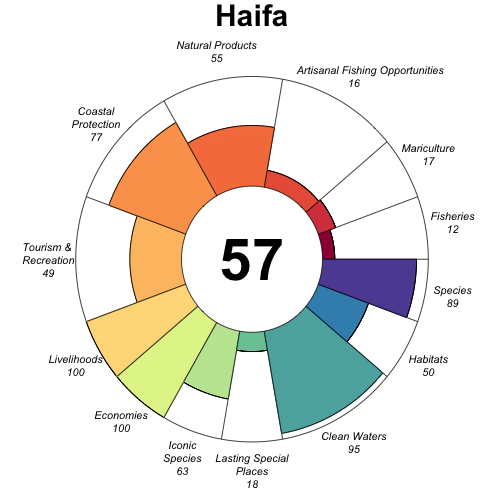 Haifa
Natural Products
55
Artisanal Fishing Opportunities
16
Mariculture
17
Fisheries
12
Species
89
Habitats
50
Clean Waters
95
Lasting Special
Places
18
Iconic
Species
63
Economies
100
Livelihoods
100
Tourism &
Recreation
49
Coastal
Protection
77
57